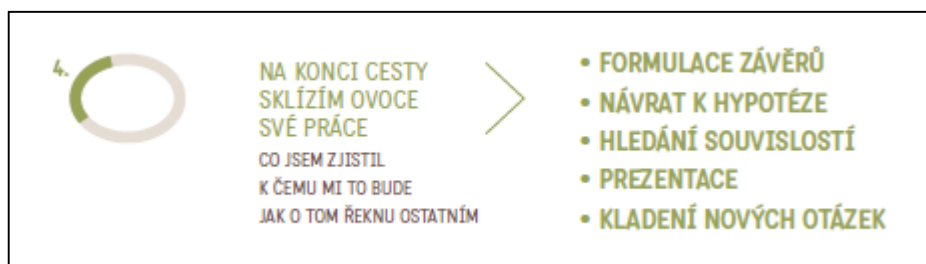 4.
NA KONCI CESTY
SKLÍZÍM OVOCE
SVÉ PRÁCE
CO JSEM ZJISTIL
K ČEMU MI TO BUDE
JAK O TOM ŘEKNU OSTATNÍM
• FORMULACE ZÁVĚRŮ
• NÁVRAT K HYPOTÉZE
• HLEDÁNÍ SOUVISLOSTÍ
• PREZENTACE
• KLADENÍ NOVÝCH OTÁZEK